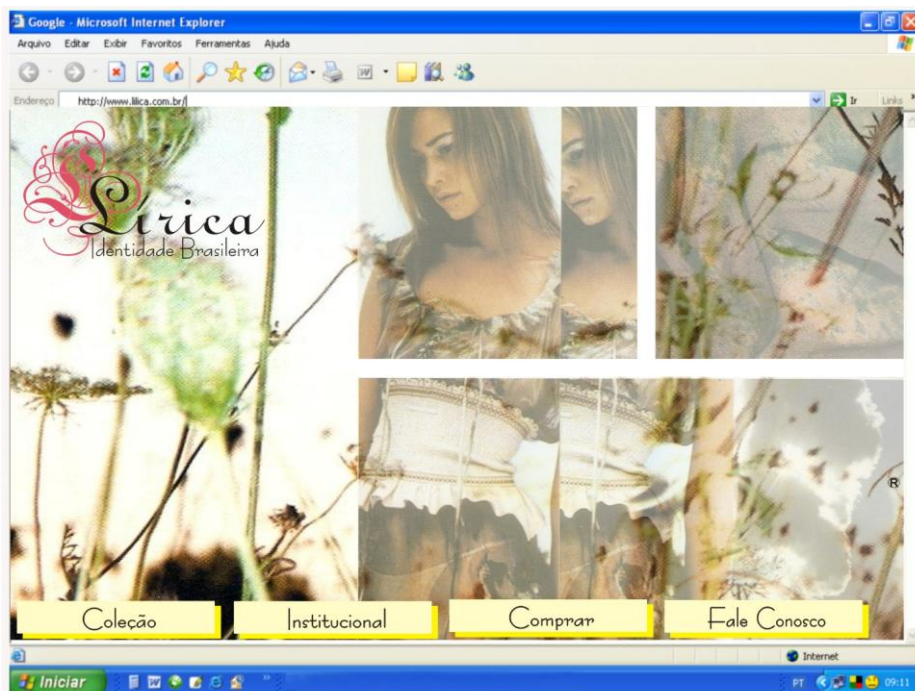 Google - Microsoft Internet Explorer
Arquivo Editar Exibir Favoritos Ferramentas Ajuda
Endereço http://www.lilica.com.br/ Ir Links »
Lírica
Identidade Brasileira
®
Coleção Institucional Comprar Fale Conosco
Internet
Iniciar » PT 09:11